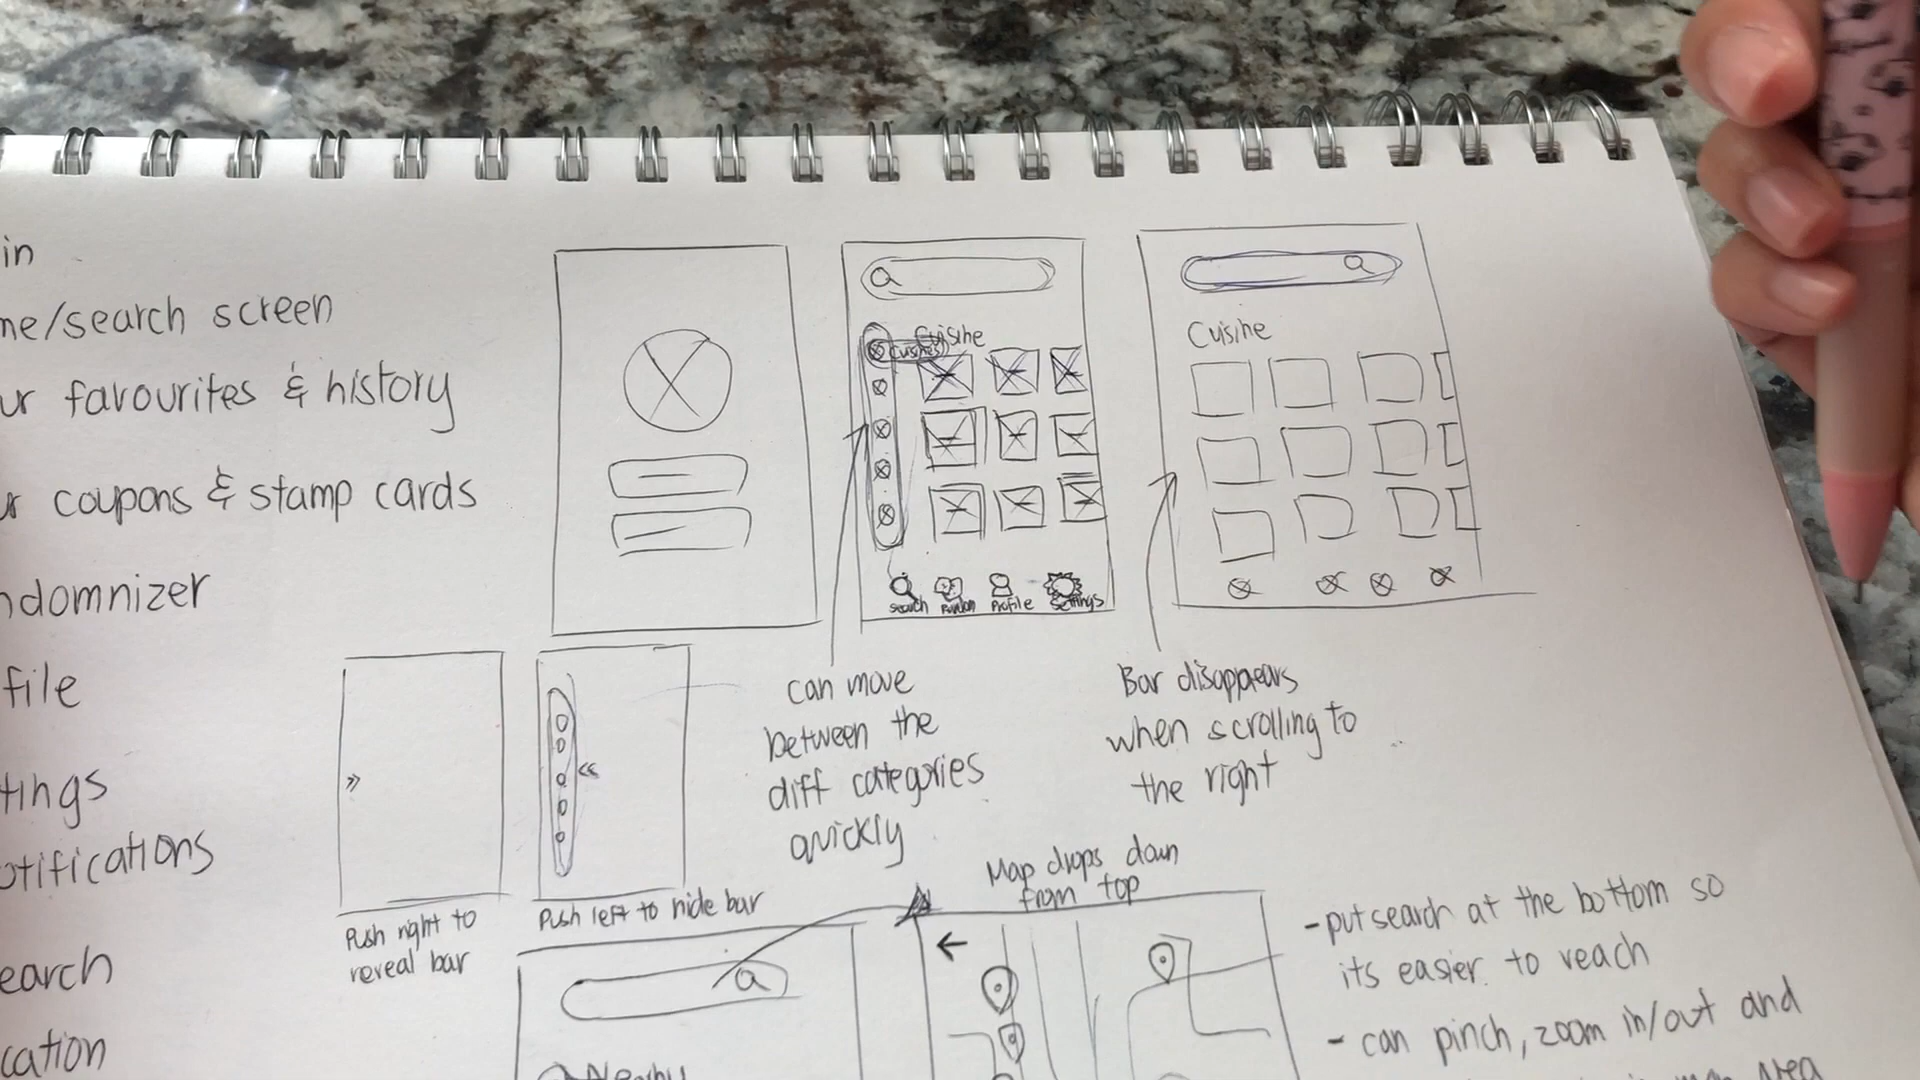 in
me/search screen
ur favourites & history
ur coupons & stamp cards
ndomnizer
file
tings
otifications
earch
cation
Cuisine
Search
Profile
Settings
Cuisine
can move
between the
diff categories
quickly
Bar disappears
when scrolling to
the right
Push right to
reveal bar
Push left to hide bar
Map drops down
from top
Nearby
- put search at the bottom so
its easier to reach
- can pinch, zoom in/out and
area